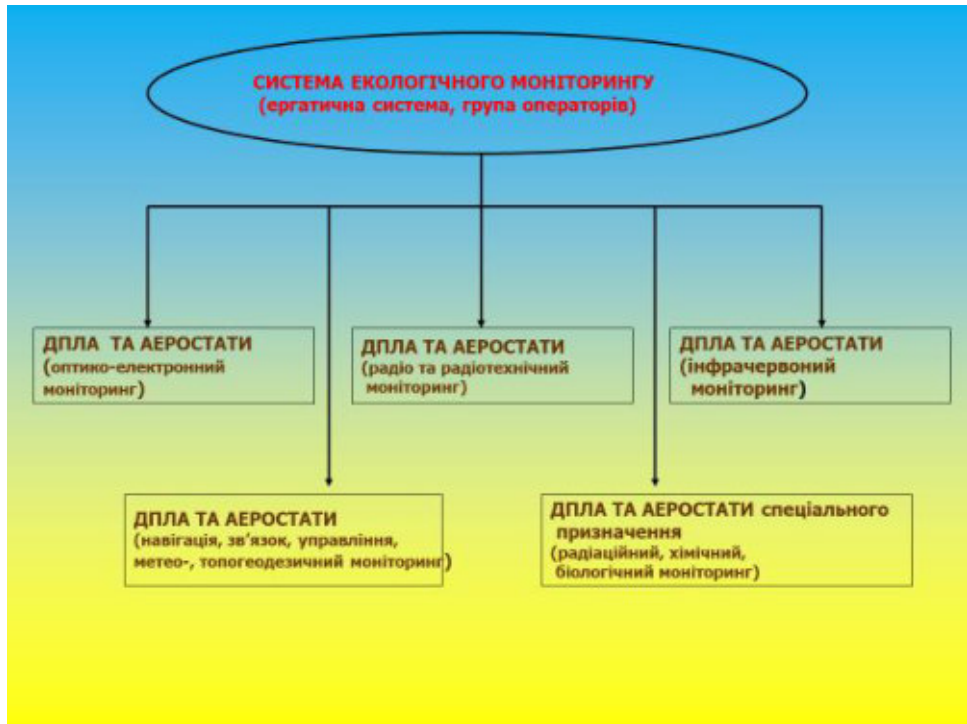 СИСТЕМА ЕКОЛОГІЧНОГО МОНІТОРИНГУ
(ергатична система, група операторів)
ДПЛА ТА АЕРОСТАТИ
(оптико-електронний
моніторинг)
ДПЛА ТА АЕРОСТАТИ
(радіо та радіотехнічний
моніторинг)
ДПЛА ТА АЕРОСТАТИ
(інфрачервоний
моніторинг)
ДПЛА ТА АЕРОСТАТИ
(навігація, зв'язок, управління,
метео-, топогеодезичний моніторинг)
ДПЛА ТА АЕРОСТАТИ спеціального
призначення
(радіаційний, хімічний,
біологічний моніторинг)